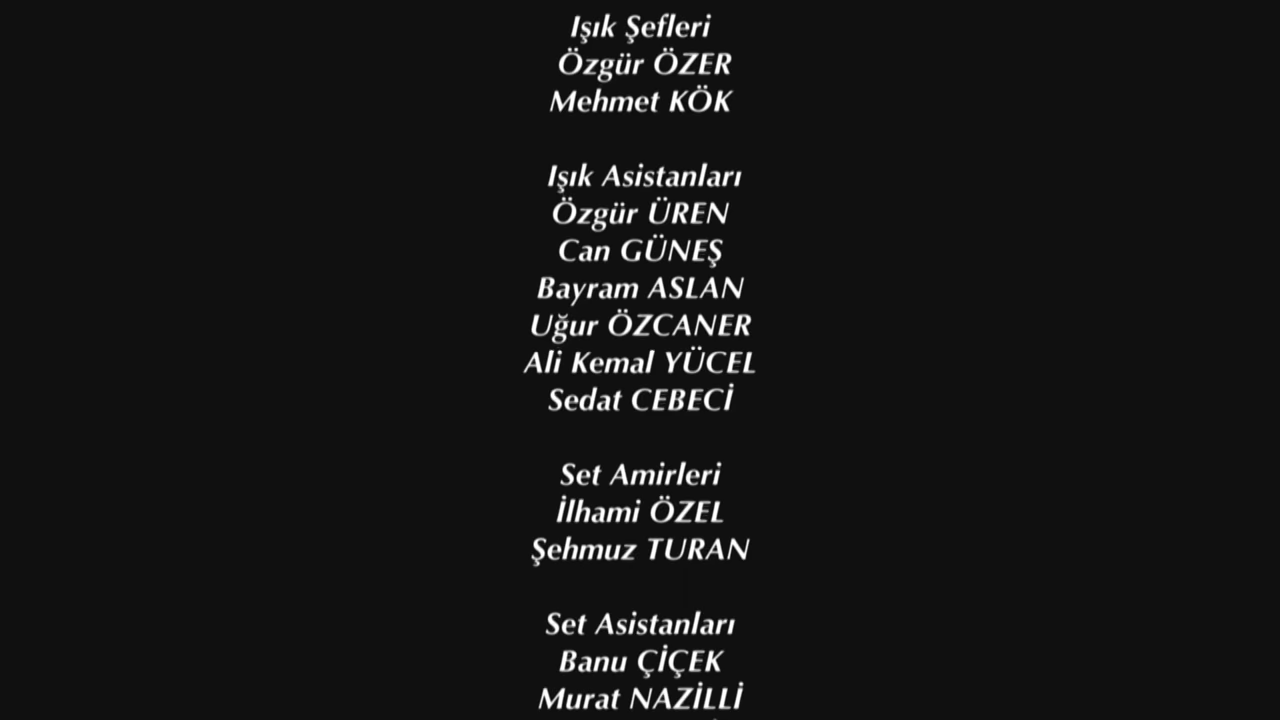 Işık Şefleri
Özgür ÖZER
Mehmet KÖK
Işık Asistanları
Özgür ÜREN
Can GÜNEŞ
Bayram ASLAN
Uğur ÖZCANER
Ali Kemal YÜCEL
Sedat CEBECİ
Set Amirleri
İlhami ÖZEL
Şehmuz TURAN
Set Asistanları
Banu ÇİÇEK
Murat NAZİLLİ